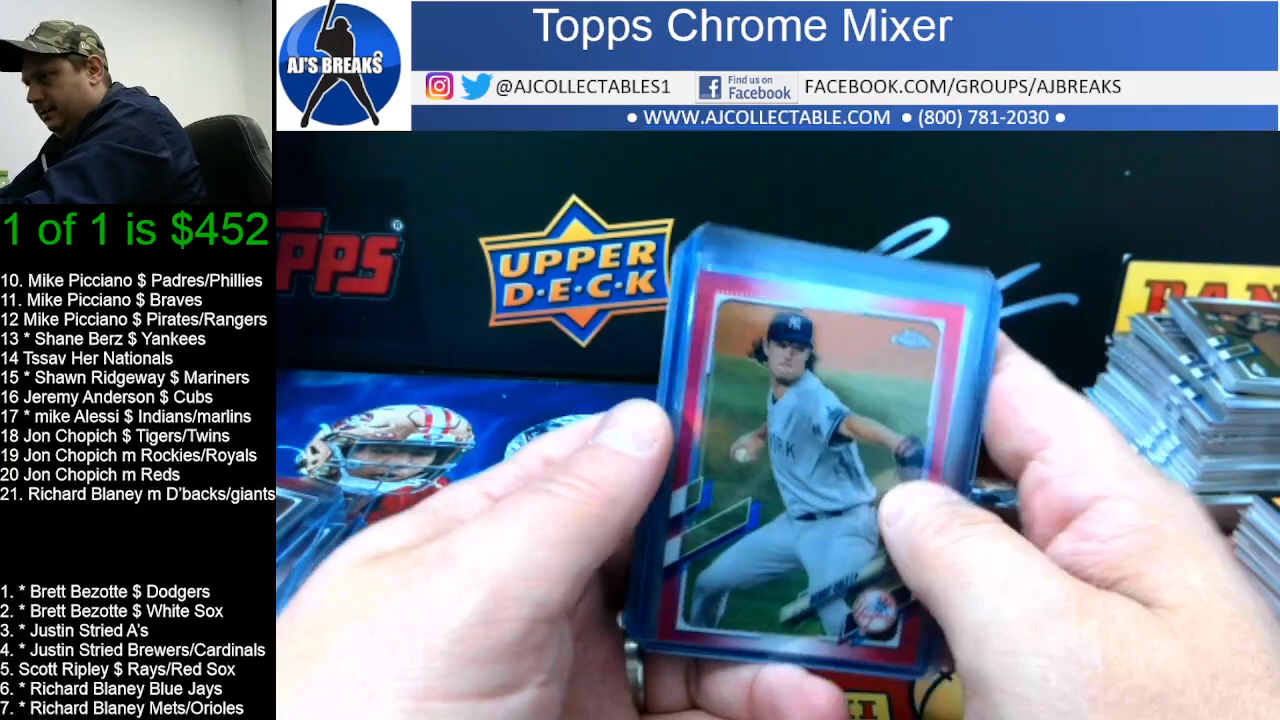 Topps Chrome Mixer
AJ'S BREAKS
@AJCOLLECTABLES1
Find us on
Facebook
FACEBOOK.COM/GROUPS/AJBREAKS
• WWW.AJCOLLECTABLE.COM • (800) 781-2030 •
1 of 1 is $452
10. Mike Picciano $ Padres/Phillies
11. Mike Picciano $ Braves
12 Mike Picciano $ Pirates/Rangers
13 * Shane Berz $ Yankees
14 Tssav Her Nationals
15 * Shawn Ridgeway $ Mariners
16 Jeremy Anderson $ Cubs
17 * mike Alessi $ Indians/marlins
18 Jon Chopich $ Tigers/Twins
19 Jon Chopich m Rockies/Royals
20 Jon Chopich m Reds
21. Richard Blaney m D'backs/giants
1. * Brett Bezotte $ Dodgers
2. * Brett Bezotte $ White Sox
3. * Justin Stried A's
4. * Justin Stried Brewers/Cardinals
5. Scott Ripley $ Rays/Red Sox
6. * Richard Blaney Blue Jays
7. * Richard Blaney Mets/Orioles
PPS
®
UPPER
D·E·C·K
PAN
NY
YORK